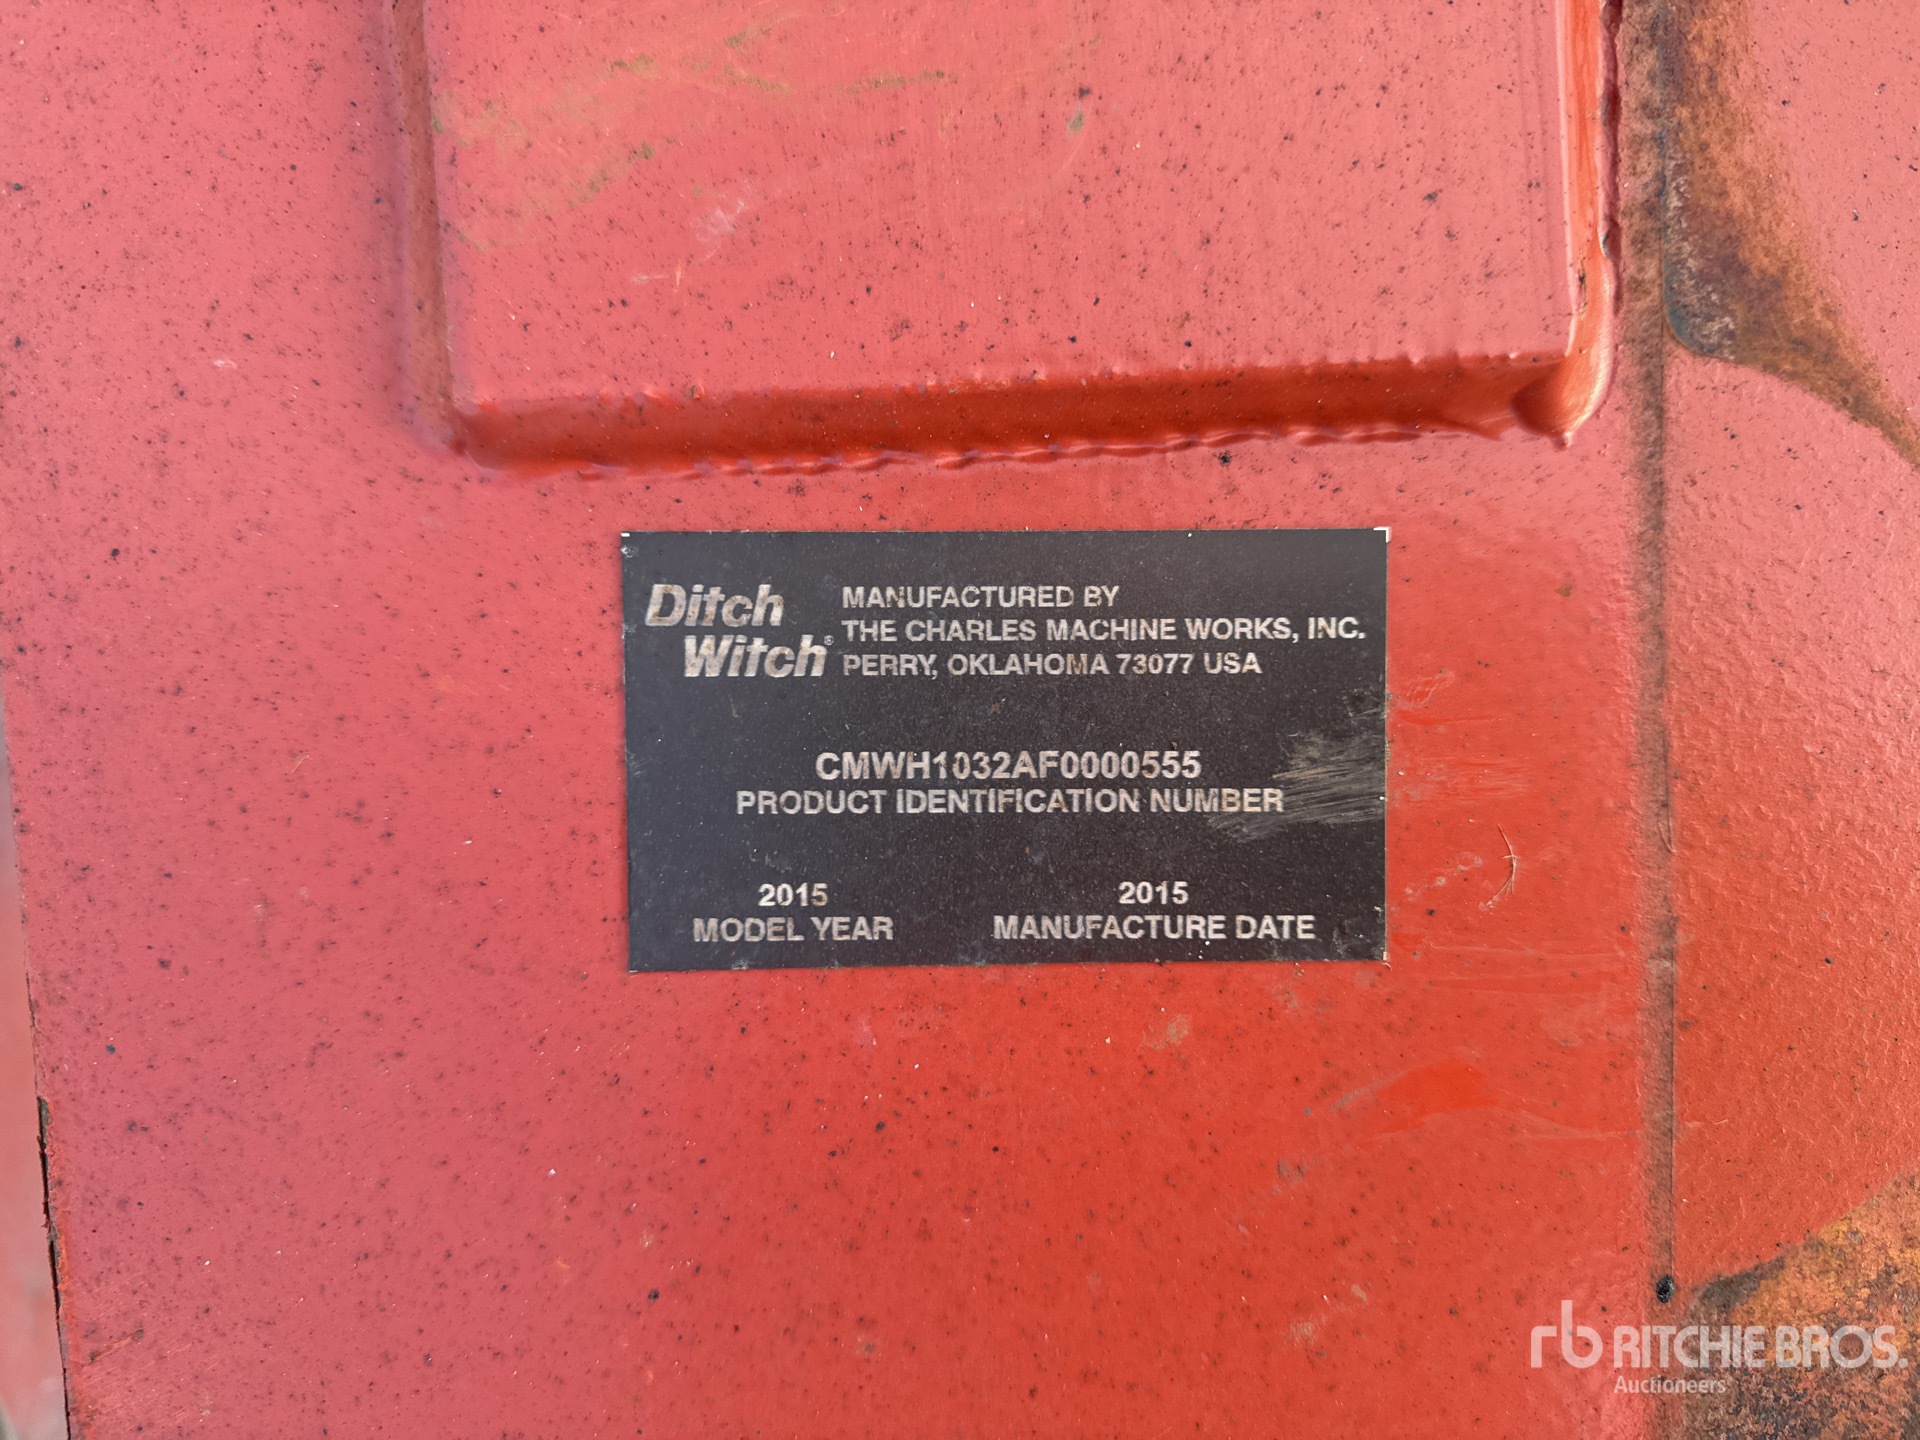 Ditch
Witch®
MANUFACTURED BY
THE CHARLES MACHINE WORKS, INC.
PERRY, OKLAHOMA 73077 USA
CMWH1032AF0000555
PRODUCT IDENTIFICATION NUMBER
2015
MODEL YEAR
2015
MANUFACTURE DATE
rb RITCHIE BROS.
Auctioneers